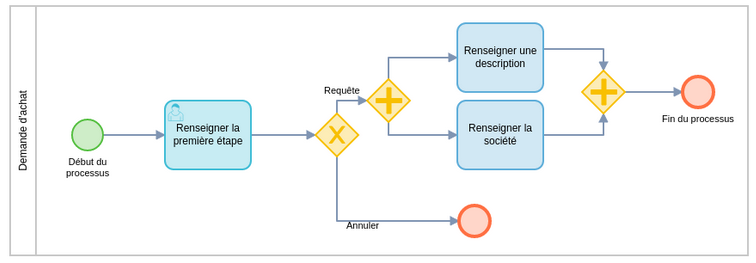 Demande d'achat
Début du
processus
Renseigner la
première étape
Requête
Annuler
Renseigner une
description
Renseigner la
société
Fin du processus